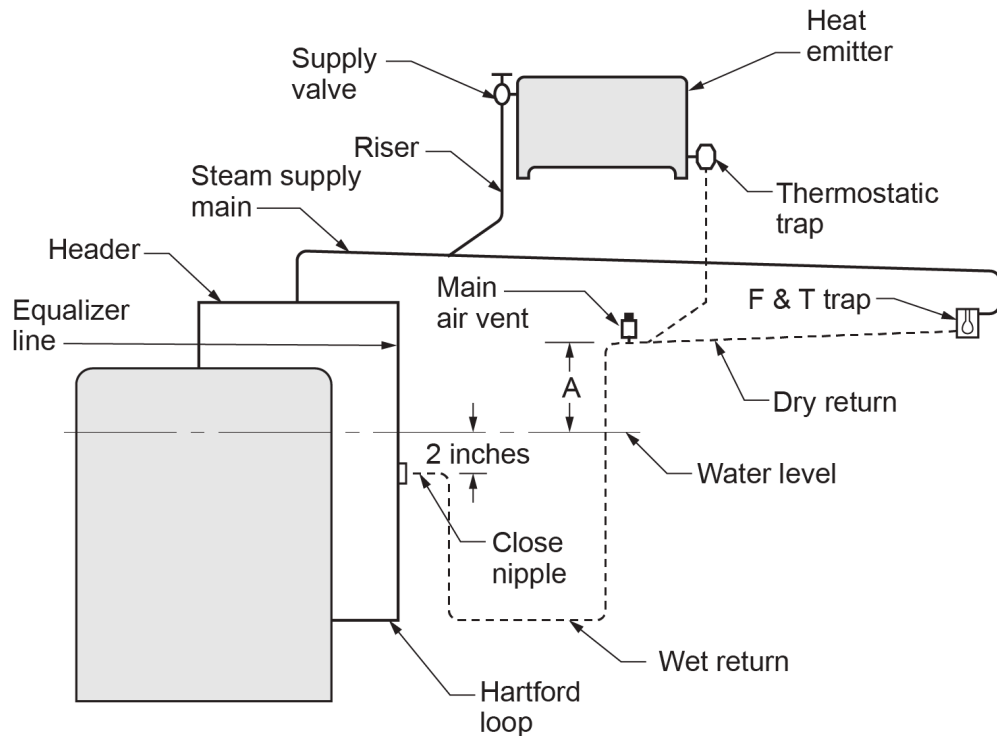 Heat
emitter
Supply
valve
Riser
Steam supply
main
Thermostatic
trap
Header
Main
air vent
F & T trap
Equalizer
line
A
Dry return
2 inches
Water level
Close
nipple
Wet return
Hartford
loop